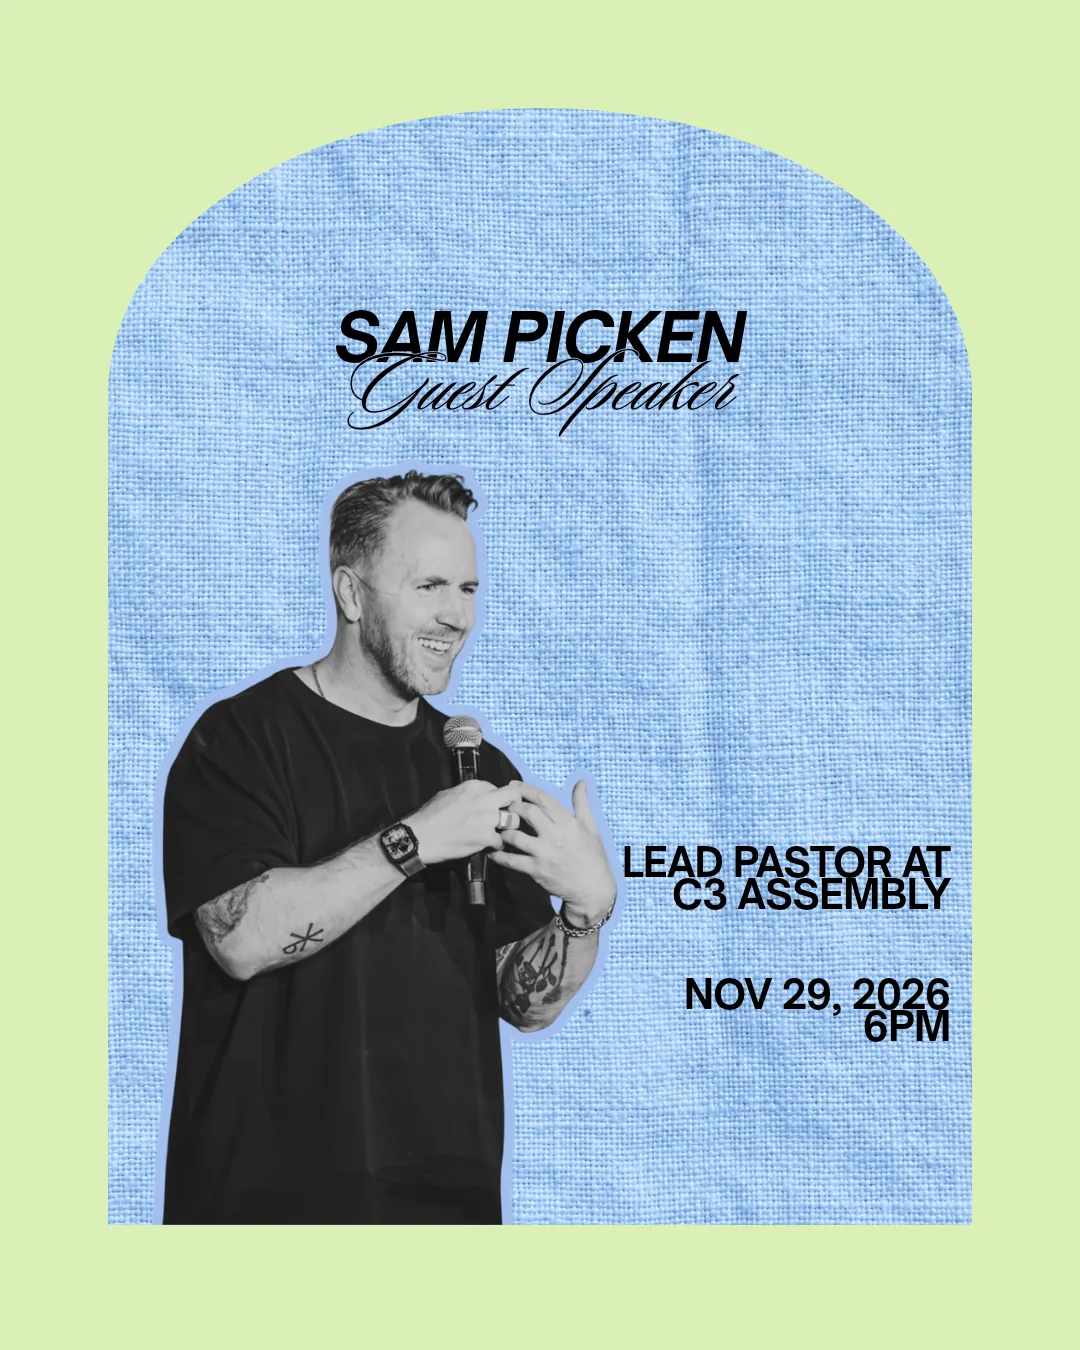 SAM PICKEN
Guest Speaker
LEAD PASTOR AT
C3 ASSEMBLY
NOV 29, 2026
6PM